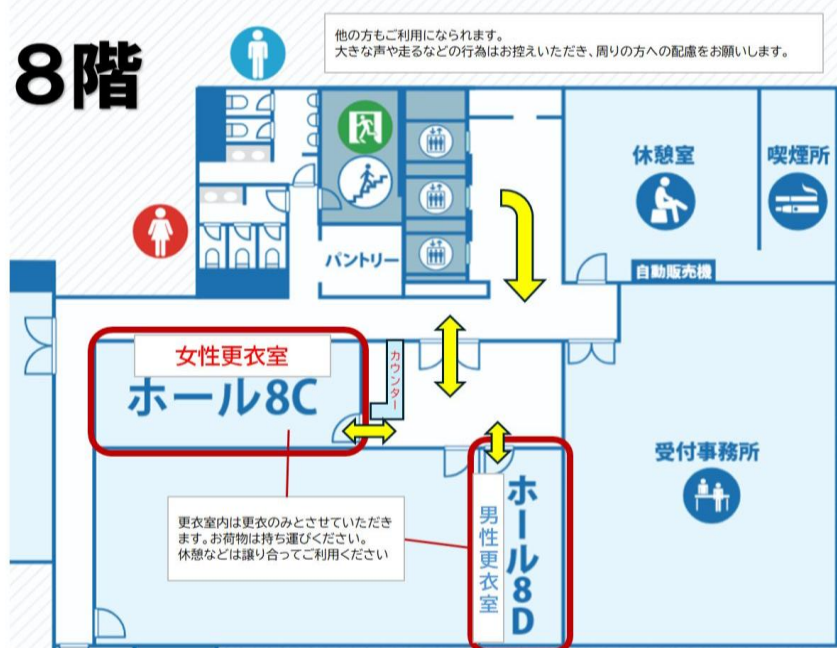 8階
他の方もご利用になられます。
大きな声や走るなどの行為はお控えいただき、周りの方への配慮をお願いします。
休憩室
喫煙所
パントリー
自動販売機
女性更衣室
ホール8C
カウンター
受付事務所
更衣室内は更衣のみとさせていただき
ます。お荷物は持ち運びください。
休憩などは譲り合ってご利用ください
男性更衣室
ホール8D